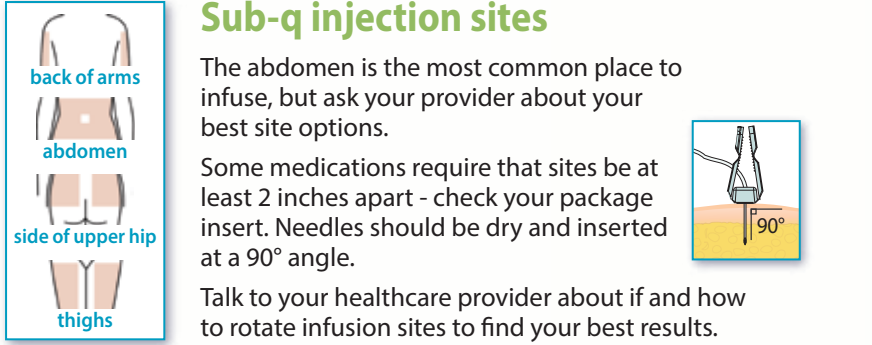 Sub-q injection sites
back of arms
abdomen
side of upper hip
thighs
The abdomen is the most common place to
infuse, but ask your provider about your
best site options.
Some medications require that sites be at
least 2 inches apart - check your package
insert. Needles should be dry and inserted
at a 90° angle.
90°
Talk to your healthcare provider about if and how
to rotate infusion sites to find your best results.